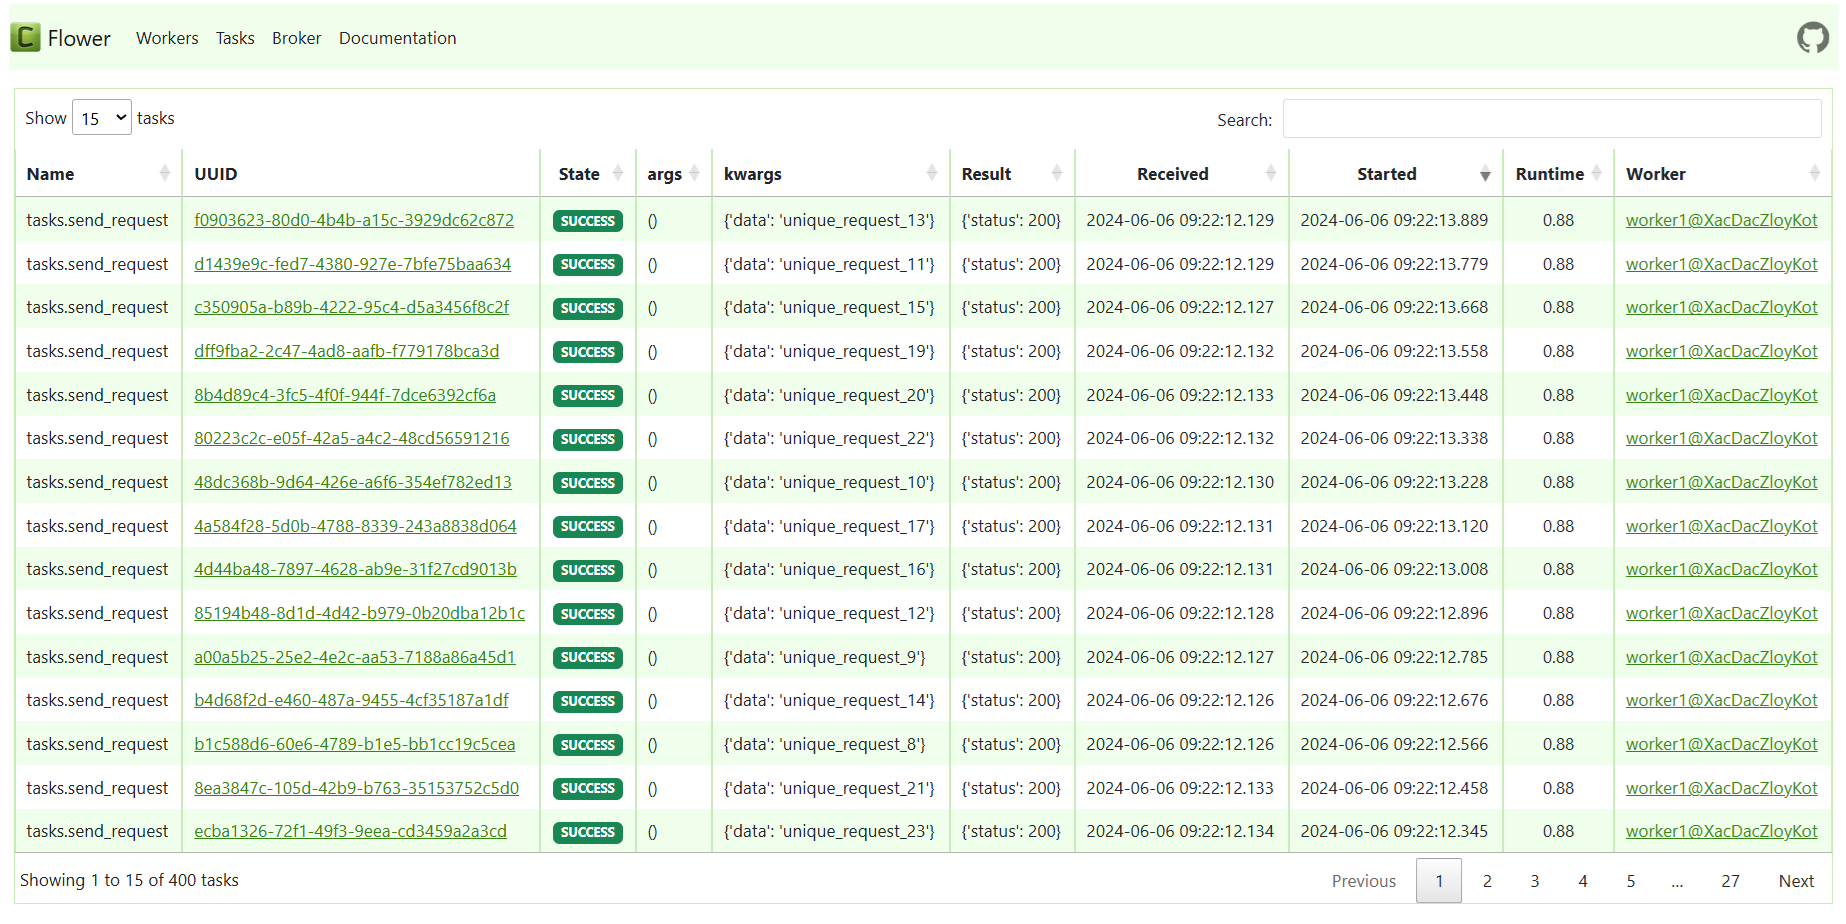 C Flower Workers Tasks Broker Documentation
Show 15 tasks Search:
Name UUID State args kwargs Result Received Started Runtime Worker
tasks.send_request f0903623-80d0-4b4b-a15c-3929dc62c872 SUCCESS () {'data': 'unique_request_13'} {'status': 200} 2024-06-06 09:22:12.129 2024-06-06 09:22:13.889 0.88 worker1@XacDacZloyKot
tasks.send_request d1439e9c-fed7-4380-927e-7bfe75baa634 SUCCESS () {'data': 'unique_request_11'} {'status': 200} 2024-06-06 09:22:12.129 2024-06-06 09:22:13.779 0.88 worker1@XacDacZloyKot
tasks.send_request c350905a-b89b-4222-95c4-d5a3456f8c2f SUCCESS () {'data': 'unique_request_15'} {'status': 200} 2024-06-06 09:22:12.127 2024-06-06 09:22:13.668 0.88 worker1@XacDacZloyKot
tasks.send_request dff9fba2-2c47-4ad8-aafb-f779178bca3d SUCCESS () {'data': 'unique_request_19'} {'status': 200} 2024-06-06 09:22:12.132 2024-06-06 09:22:13.558 0.88 worker1@XacDacZloyKot
tasks.send_request 8b4d89c4-3fc5-4f0f-944f-7dce6392cf6a SUCCESS () {'data': 'unique_request_20'} {'status': 200} 2024-06-06 09:22:12.133 2024-06-06 09:22:13.448 0.88 worker1@XacDacZloyKot
tasks.send_request 80223c2c-e05f-42a5-a4c2-48cd56591216 SUCCESS () {'data': 'unique_request_22'} {'status': 200} 2024-06-06 09:22:12.132 2024-06-06 09:22:13.338 0.88 worker1@XacDacZloyKot
tasks.send_request 48dc368b-9d64-426e-a6f6-354ef782ed13 SUCCESS () {'data': 'unique_request_10'} {'status': 200} 2024-06-06 09:22:12.130 2024-06-06 09:22:13.228 0.88 worker1@XacDacZloyKot
tasks.send_request 4a584f28-5d0b-4788-8339-243a8838d064 SUCCESS () {'data': 'unique_request_17'} {'status': 200} 2024-06-06 09:22:12.131 2024-06-06 09:22:13.120 0.88 worker1@XacDacZloyKot
tasks.send_request 4d44ba48-7897-4628-ab9e-31f27cd9013b SUCCESS () {'data': 'unique_request_16'} {'status': 200} 2024-06-06 09:22:12.131 2024-06-06 09:22:13.008 0.88 worker1@XacDacZloyKot
tasks.send_request 85194b48-8d1d-4d42-b979-0b20dba12b1c SUCCESS () {'data': 'unique_request_12'} {'status': 200} 2024-06-06 09:22:12.128 2024-06-06 09:22:12.896 0.88 worker1@XacDacZloyKot
tasks.send_request a00a5b25-25e2-4e2c-aa53-7188a86a45d1 SUCCESS () {'data': 'unique_request_9'} {'status': 200} 2024-06-06 09:22:12.127 2024-06-06 09:22:12.785 0.88 worker1@XacDacZloyKot
tasks.send_request b4d68f2d-e460-487a-9455-4cf35187a1df SUCCESS () {'data': 'unique_request_14'} {'status': 200} 2024-06-06 09:22:12.126 2024-06-06 09:22:12.676 0.88 worker1@XacDacZloyKot
tasks.send_request b1c588d6-60e6-4789-b1e5-bb1cc19c5cea SUCCESS () {'data': 'unique_request_8'} {'status': 200} 2024-06-06 09:22:12.126 2024-06-06 09:22:12.566 0.88 worker1@XacDacZloyKot
tasks.send_request 8ea3847c-105d-42b9-b763-35153752c5d0 SUCCESS () {'data': 'unique_request_21'} {'status': 200} 2024-06-06 09:22:12.133 2024-06-06 09:22:12.458 0.88 worker1@XacDacZloyKot
tasks.send_request ecba1326-72f1-49f3-9eea-cd3459a2a3cd SUCCESS () {'data': 'unique_request_23'} {'status': 200} 2024-06-06 09:22:12.134 2024-06-06 09:22:12.345 0.88 worker1@XacDacZloyKot
Showing 1 to 15 of 400 tasks Previous 1 2 3 4 5 ... 27 Next